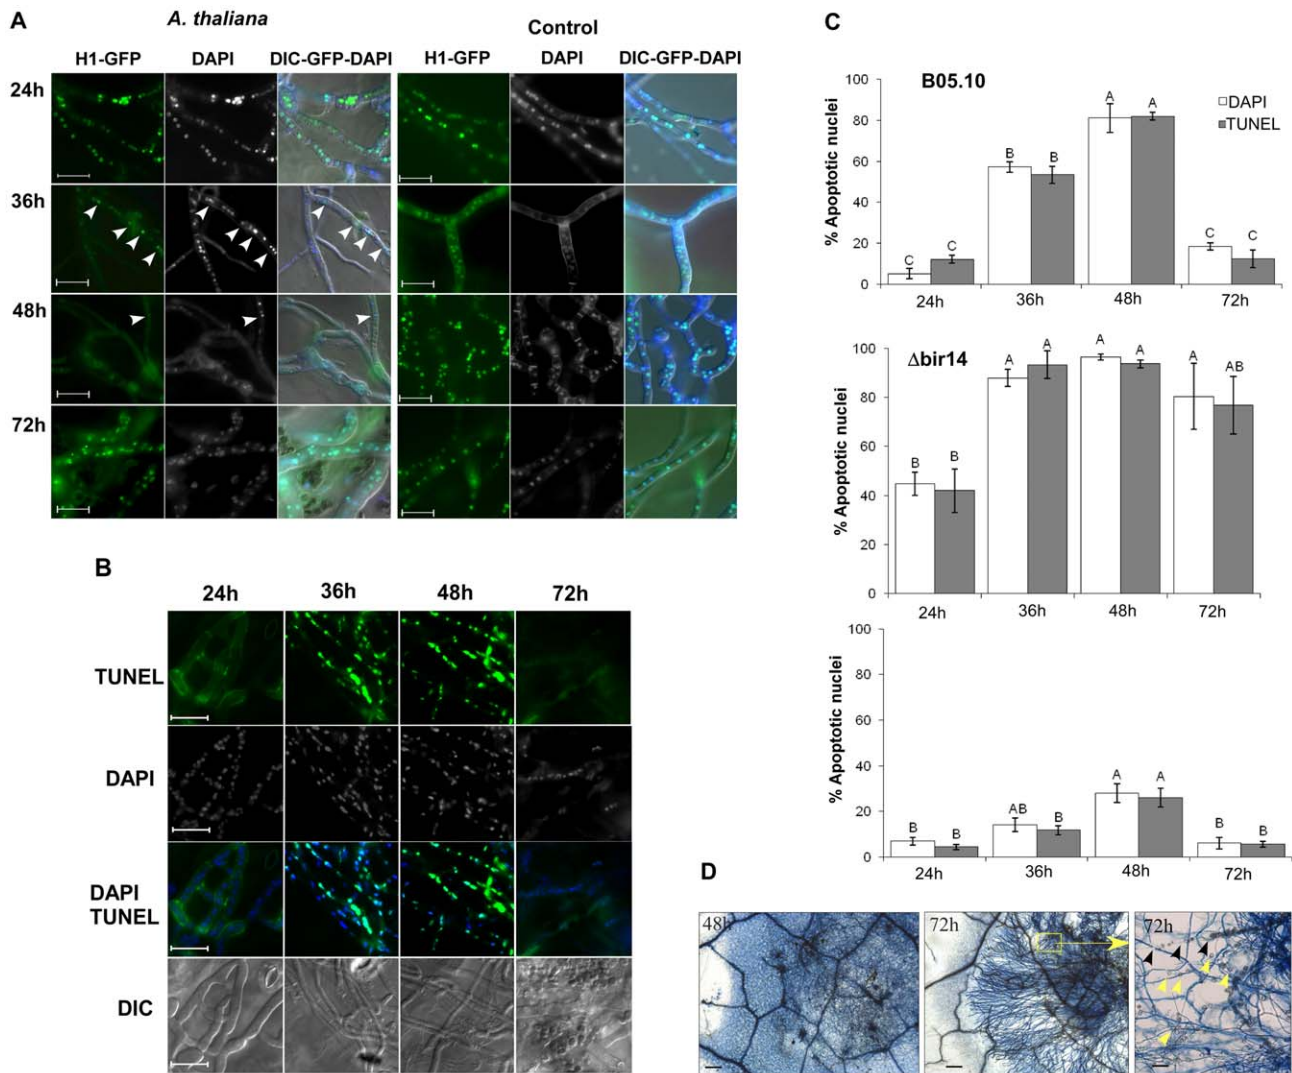 A
A. thaliana
Control
H1-GFP DAPI DIC-GFP-DAPI H1-GFP DAPI DIC-GFP-DAPI
24h
36h
48h
72h
B
24h 36h 48h 72h
TUNEL
DAPI
DAPI
TUNEL
DIC
C
B05.10
DAPI
TUNEL
% Apoptotic nuclei
100
80
60
40
20
0
C C B B A A C C
24h 36h 48h 72h
Δbir14
% Apoptotic nuclei
100
80
60
40
20
0
B B A A A A A AB
24h 36h 48h 72h
% Apoptotic nuclei
100
80
60
40
20
0
B B AB B A A B B
24h 36h 48h 72h
D
48h 72h 72h